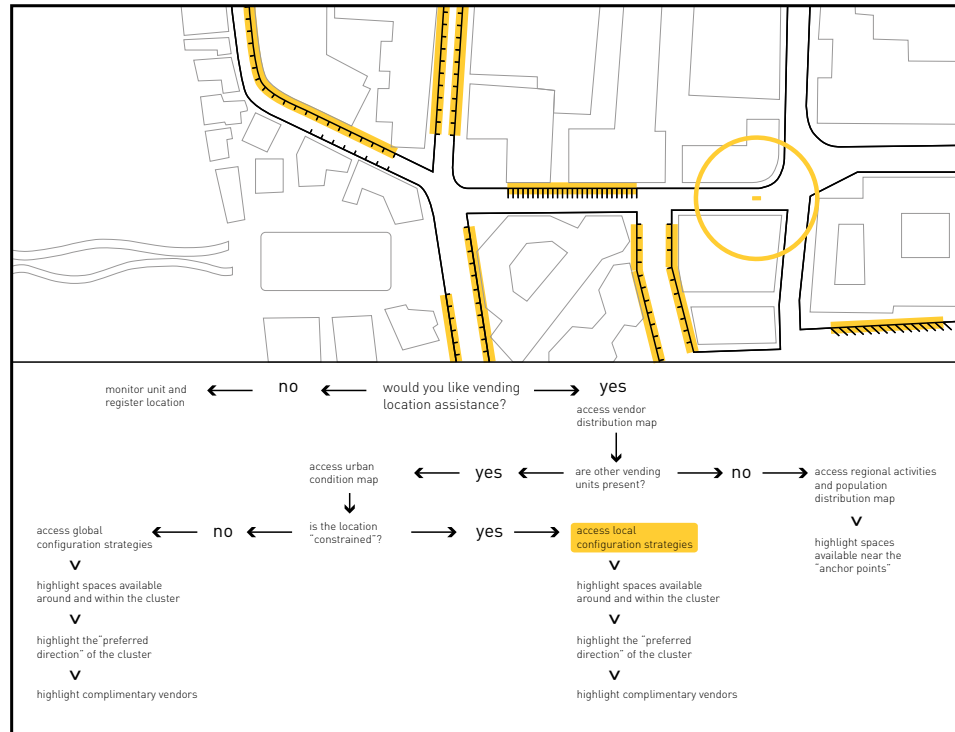 no
would you like vending
location assistance?
yes
monitor unit and
register location
access vendor
distribution map
access urban
condition map
yes
are other vending
units present?
no
access regional activities
and population
distribution map
access global
configuration strategies
no
is the location
“constrained”?
yes
access local
configuration strategies
highlight spaces
available near the
“anchor points”
highlight spaces available
around and within the cluster
highlight the“preferred
direction” of the cluster
highlight complimentary vendors
highlight spaces available
around and within the cluster
highlight the “preferred
direction” of the cluster
highlight complimentary vendors